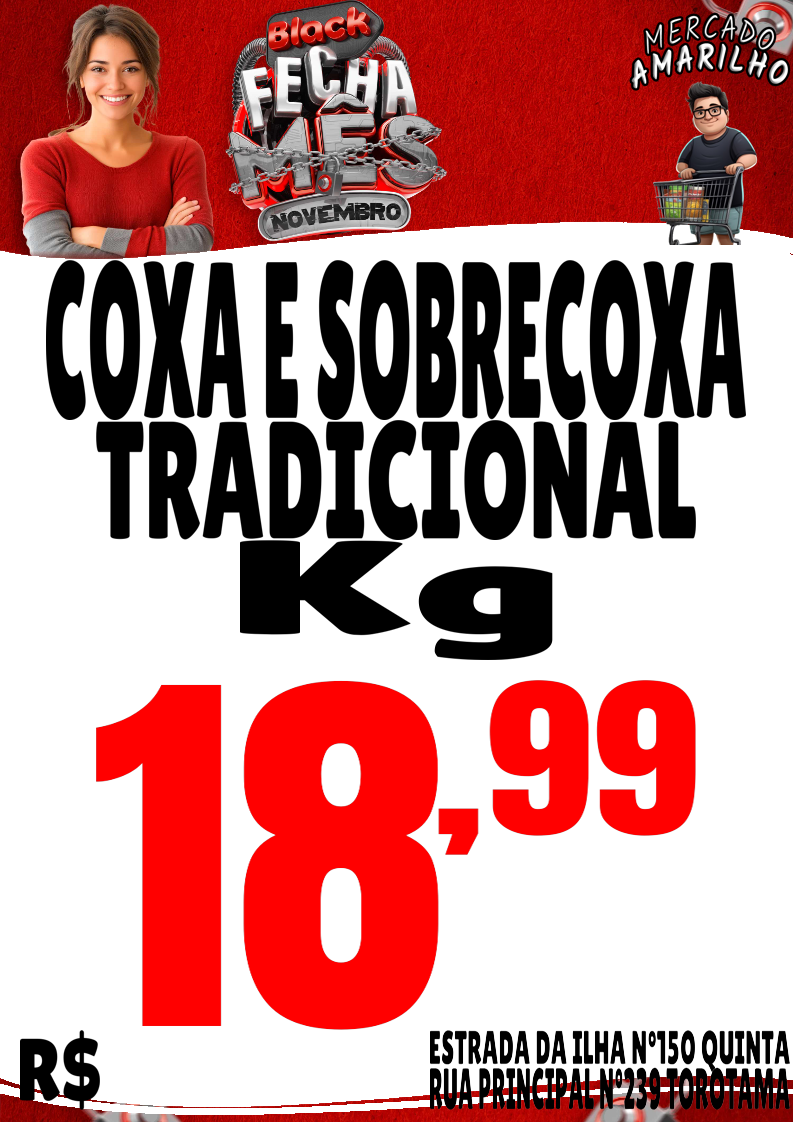 Black
FECHA
MÊS
NOVEMBRO
MERCADO
AMARILHO
COXA E SOBRECOXA
TRADICIONAL
Kg
18,99
R$
ESTRADA DA ILHA N°150 QUINTA
RUA PRINCIPAL N°239 TOROTAMA